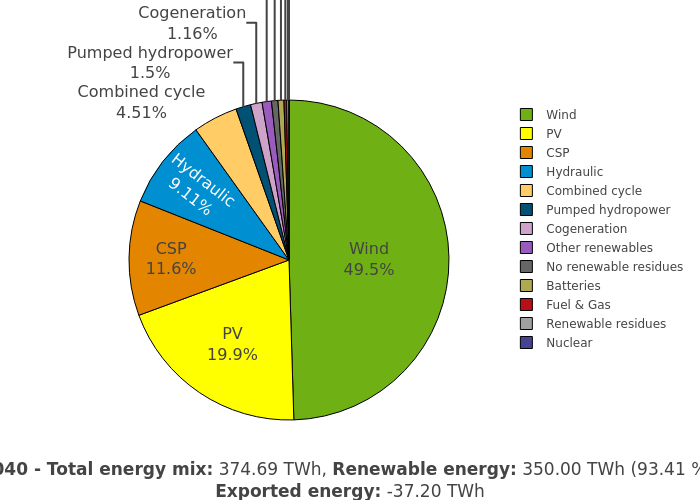 Cogeneration
1.16%
Pumped hydropower
1.5%
Combined cycle
4.51%
Hydraulic
9.11%
CSP
11.6%
PV
19.9%
Wind
49.5%
Wind
PV
CSP
Hydraulic
Combined cycle
Pumped hydropower
Cogeneration
Other renewables
No renewable residues
Batteries
Fuel & Gas
Renewable residues
Nuclear
040 - Total energy mix: 374.69 TWh, Renewable energy: 350.00 TWh (93.41 %
Exported energy: -37.20 TWh